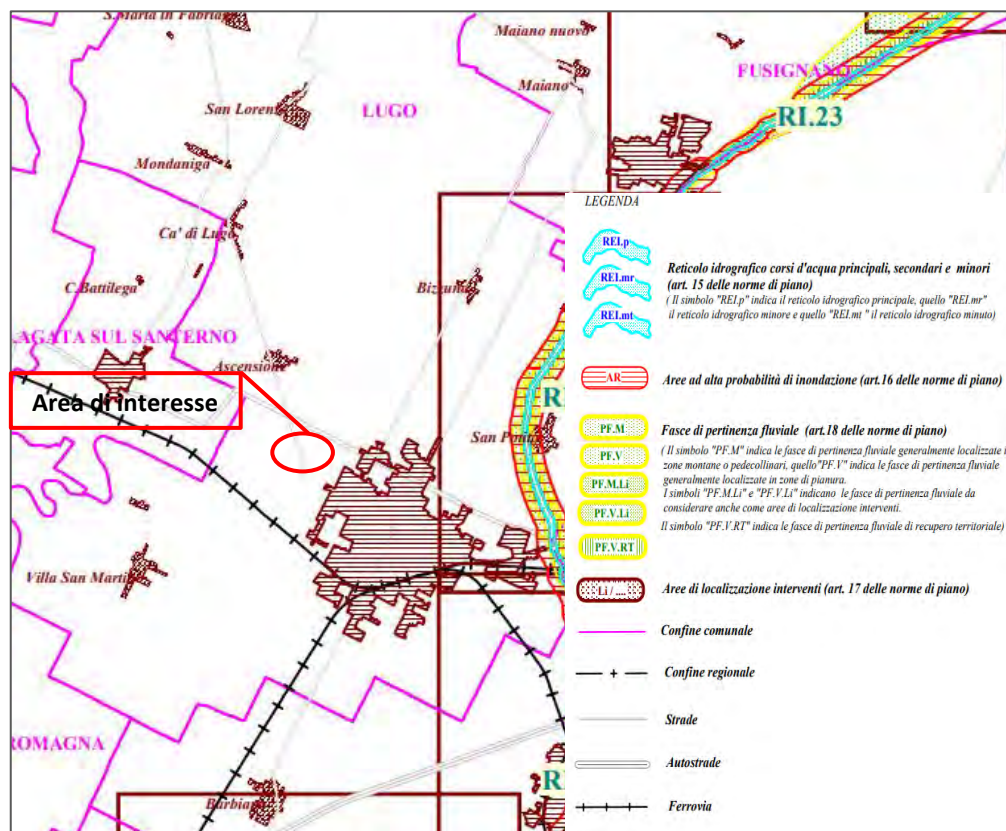 S.Maria in Fabria
Maiano nuovo
FUSIGNANO
Maiano
LUGO
San Loren
RI.23
Mondaniga
LEGENDA
Ca' di Lugo
REI.p
REI.mr
REI.mt
Reticolo idrografico corsi d'acqua principali, secondari e minori
(art. 15 delle norme di piano)
( Il simbolo "REI.p" indica il reticolo idrografico principale, quello "REI.mr"
il reticolo idrografico minore e quello "REI.mt " il reticolo idrografico minuto)
C.Battilega
Bizzuno
.AGATA SUL SANTERNO
Ascensione
AR
Aree ad alta probabilità di inondazione (art.16 delle norme di piano)
Area di interesse
San Potito
PF.M
PF.V
PF.M.Li
PF.V.Li
PF.V.RT
Fasce di pertinenza fluviale (art.18 delle norme di piano)
( Il simbolo "PF.M" indica le fasce di pertinenza fluviale generalmente localizzate i
zone montane o pedecollinari, quello"PF.V" indica le fasce di pertinenza fluviale
generalmente localizzate in zone di pianura.
I simboli "PF.M.Li" e "PF.V.Li" indicano le fasce di pertinenza fluviale da
considerare anche come area di localizzazione interventi.
Il simbolo "PF.V.RT" indica le fasce di pertinenza fluviale di recupero territoriale)
Villa San Marti
Li / ....
Aree di localizzazione interventi (art. 17 delle norme di piano)
Confine comunale
Confine regionale
Strade
ROMAGNA
Autostrade
Barbiano
Ferrovia